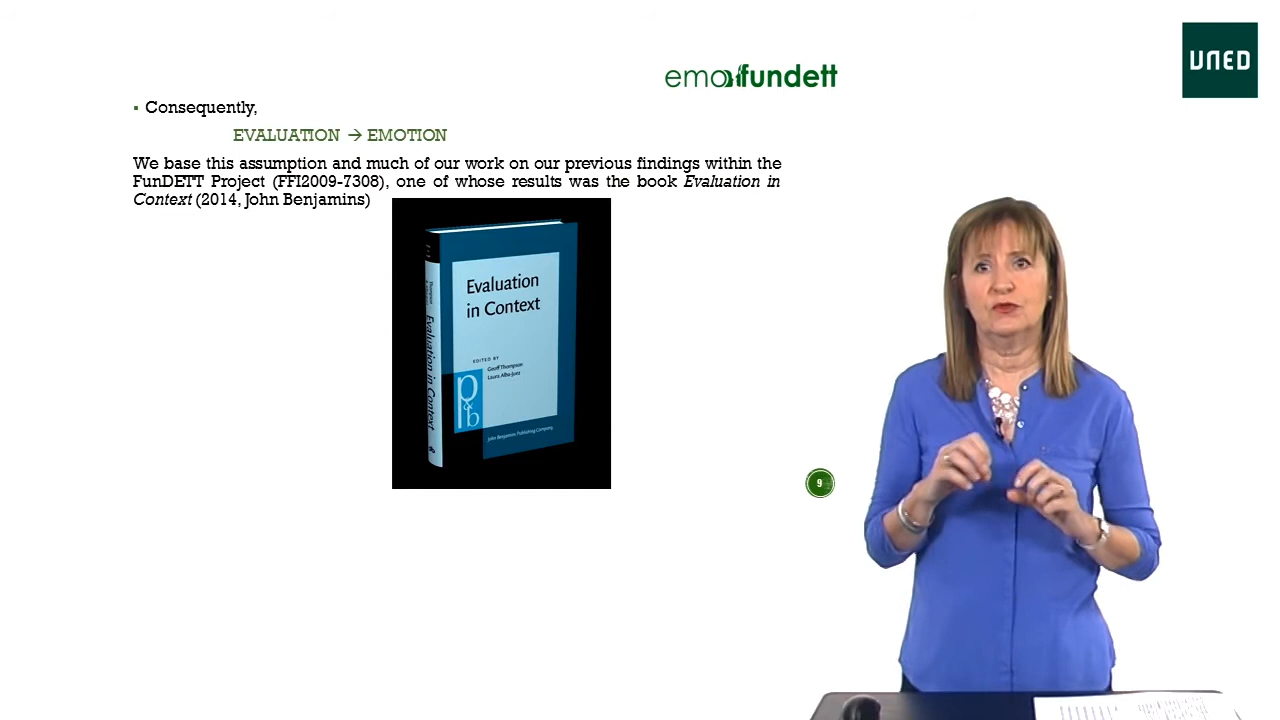 UNED
emo fundett
▪ Consequently,
EVALUATION → EMOTION
We base this assumption and much of our work on our previous findings within the
FunDETT Project (FFI2009-7308), one of whose results was the book Evaluation in
Context (2014, John Benjamins)
Evaluation
in Context
EDITED BY
Geoff Thompson
Laura Alba-Juez
p
&
b
John Benjamins Publishing Company
Evaluation in Context
9